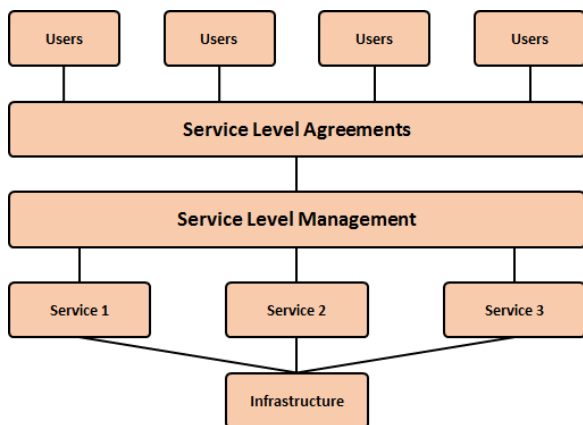 Users
Users
Users
Users
Service Level Agreements
Service Level Management
Service 1
Service 2
Service 3
Infrastructure